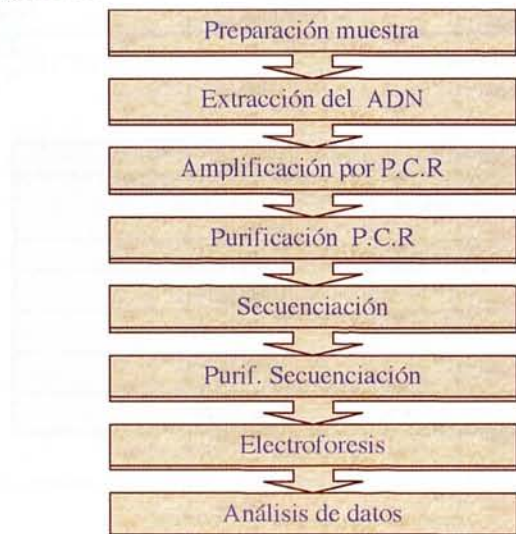 Preparación muestra
Extracción del ADN
Amplificación por P.C.R
Purificación P.C.R
Secuenciación
Purif. Secuenciación
Electroforesis
Análisis de datos